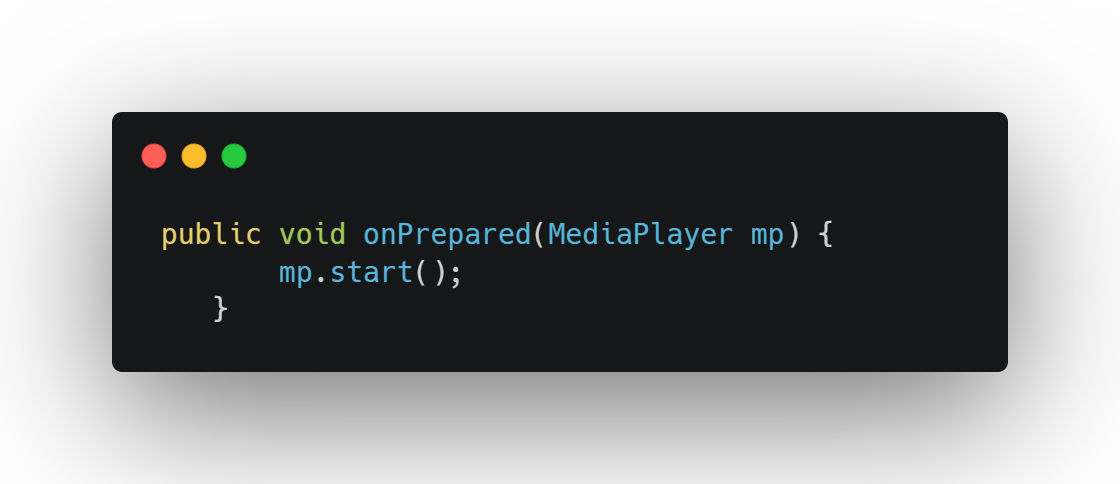 public void onPrepared(MediaPlayer mp) {
        mp.start();
    }